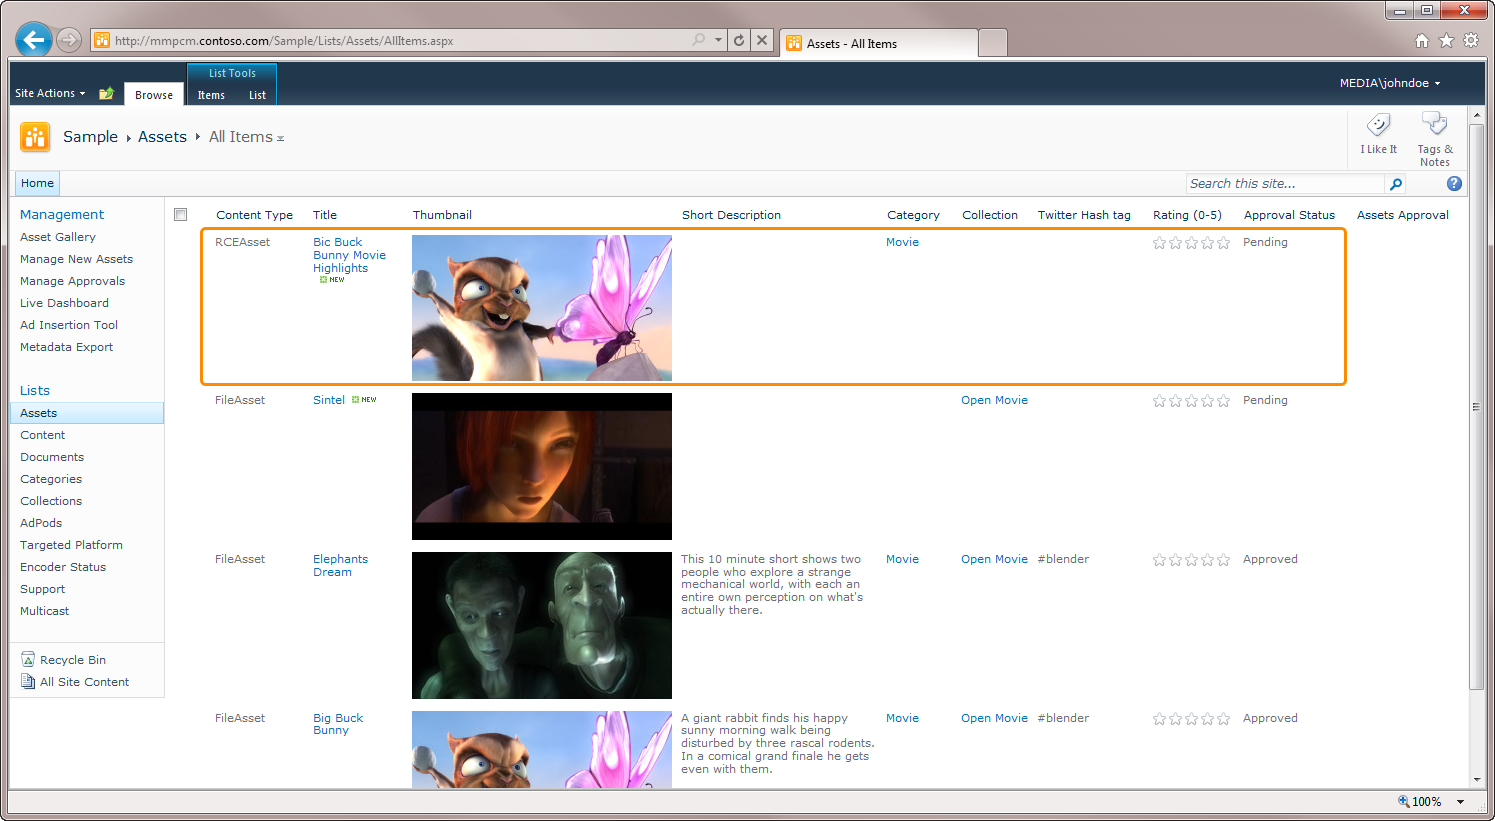 http://mmpcm.contoso.com/Sample/Lists/Assets/AllItems.aspx
Assets - All Items
List Tools
Site Actions
Browse
Items
List
MEDIA\johndoe
Sample
Assets
All Items
I Like It
Tags &
Notes
Home
Search this site...
Management
Asset Gallery
Manage New Assets
Manage Approvals
Live Dashboard
Ad Insertion Tool
Metadata Export
Lists
Assets
Content
Documents
Categories
Collections
AdPods
Targeted Platform
Encoder Status
Support
Multicast
Recycle Bin
All Site Content
Content Type Title Thumbnail Short Description Category Collection Twitter Hash tag Rating (0-5) Approval Status Assets Approval
RCEAsset
Bic Buck
Bunny Movie
Highlights
NEW
Movie
Pending
FileAsset
Sintel NEW
Open Movie
Pending
FileAsset
Elephants
Dream
This 10 minute short shows two
people who explore a strange
mechanical world, with each an
entire own perception on what's
actually there.
Movie
Open Movie
#blender
Approved
FileAsset
Big Buck
Bunny
A giant rabbit finds his happy
sunny morning walk being
disturbed by three rascal rodents.
In a comical grand finale he gets
even with them.
Movie
Open Movie
#blender
Approved
100%